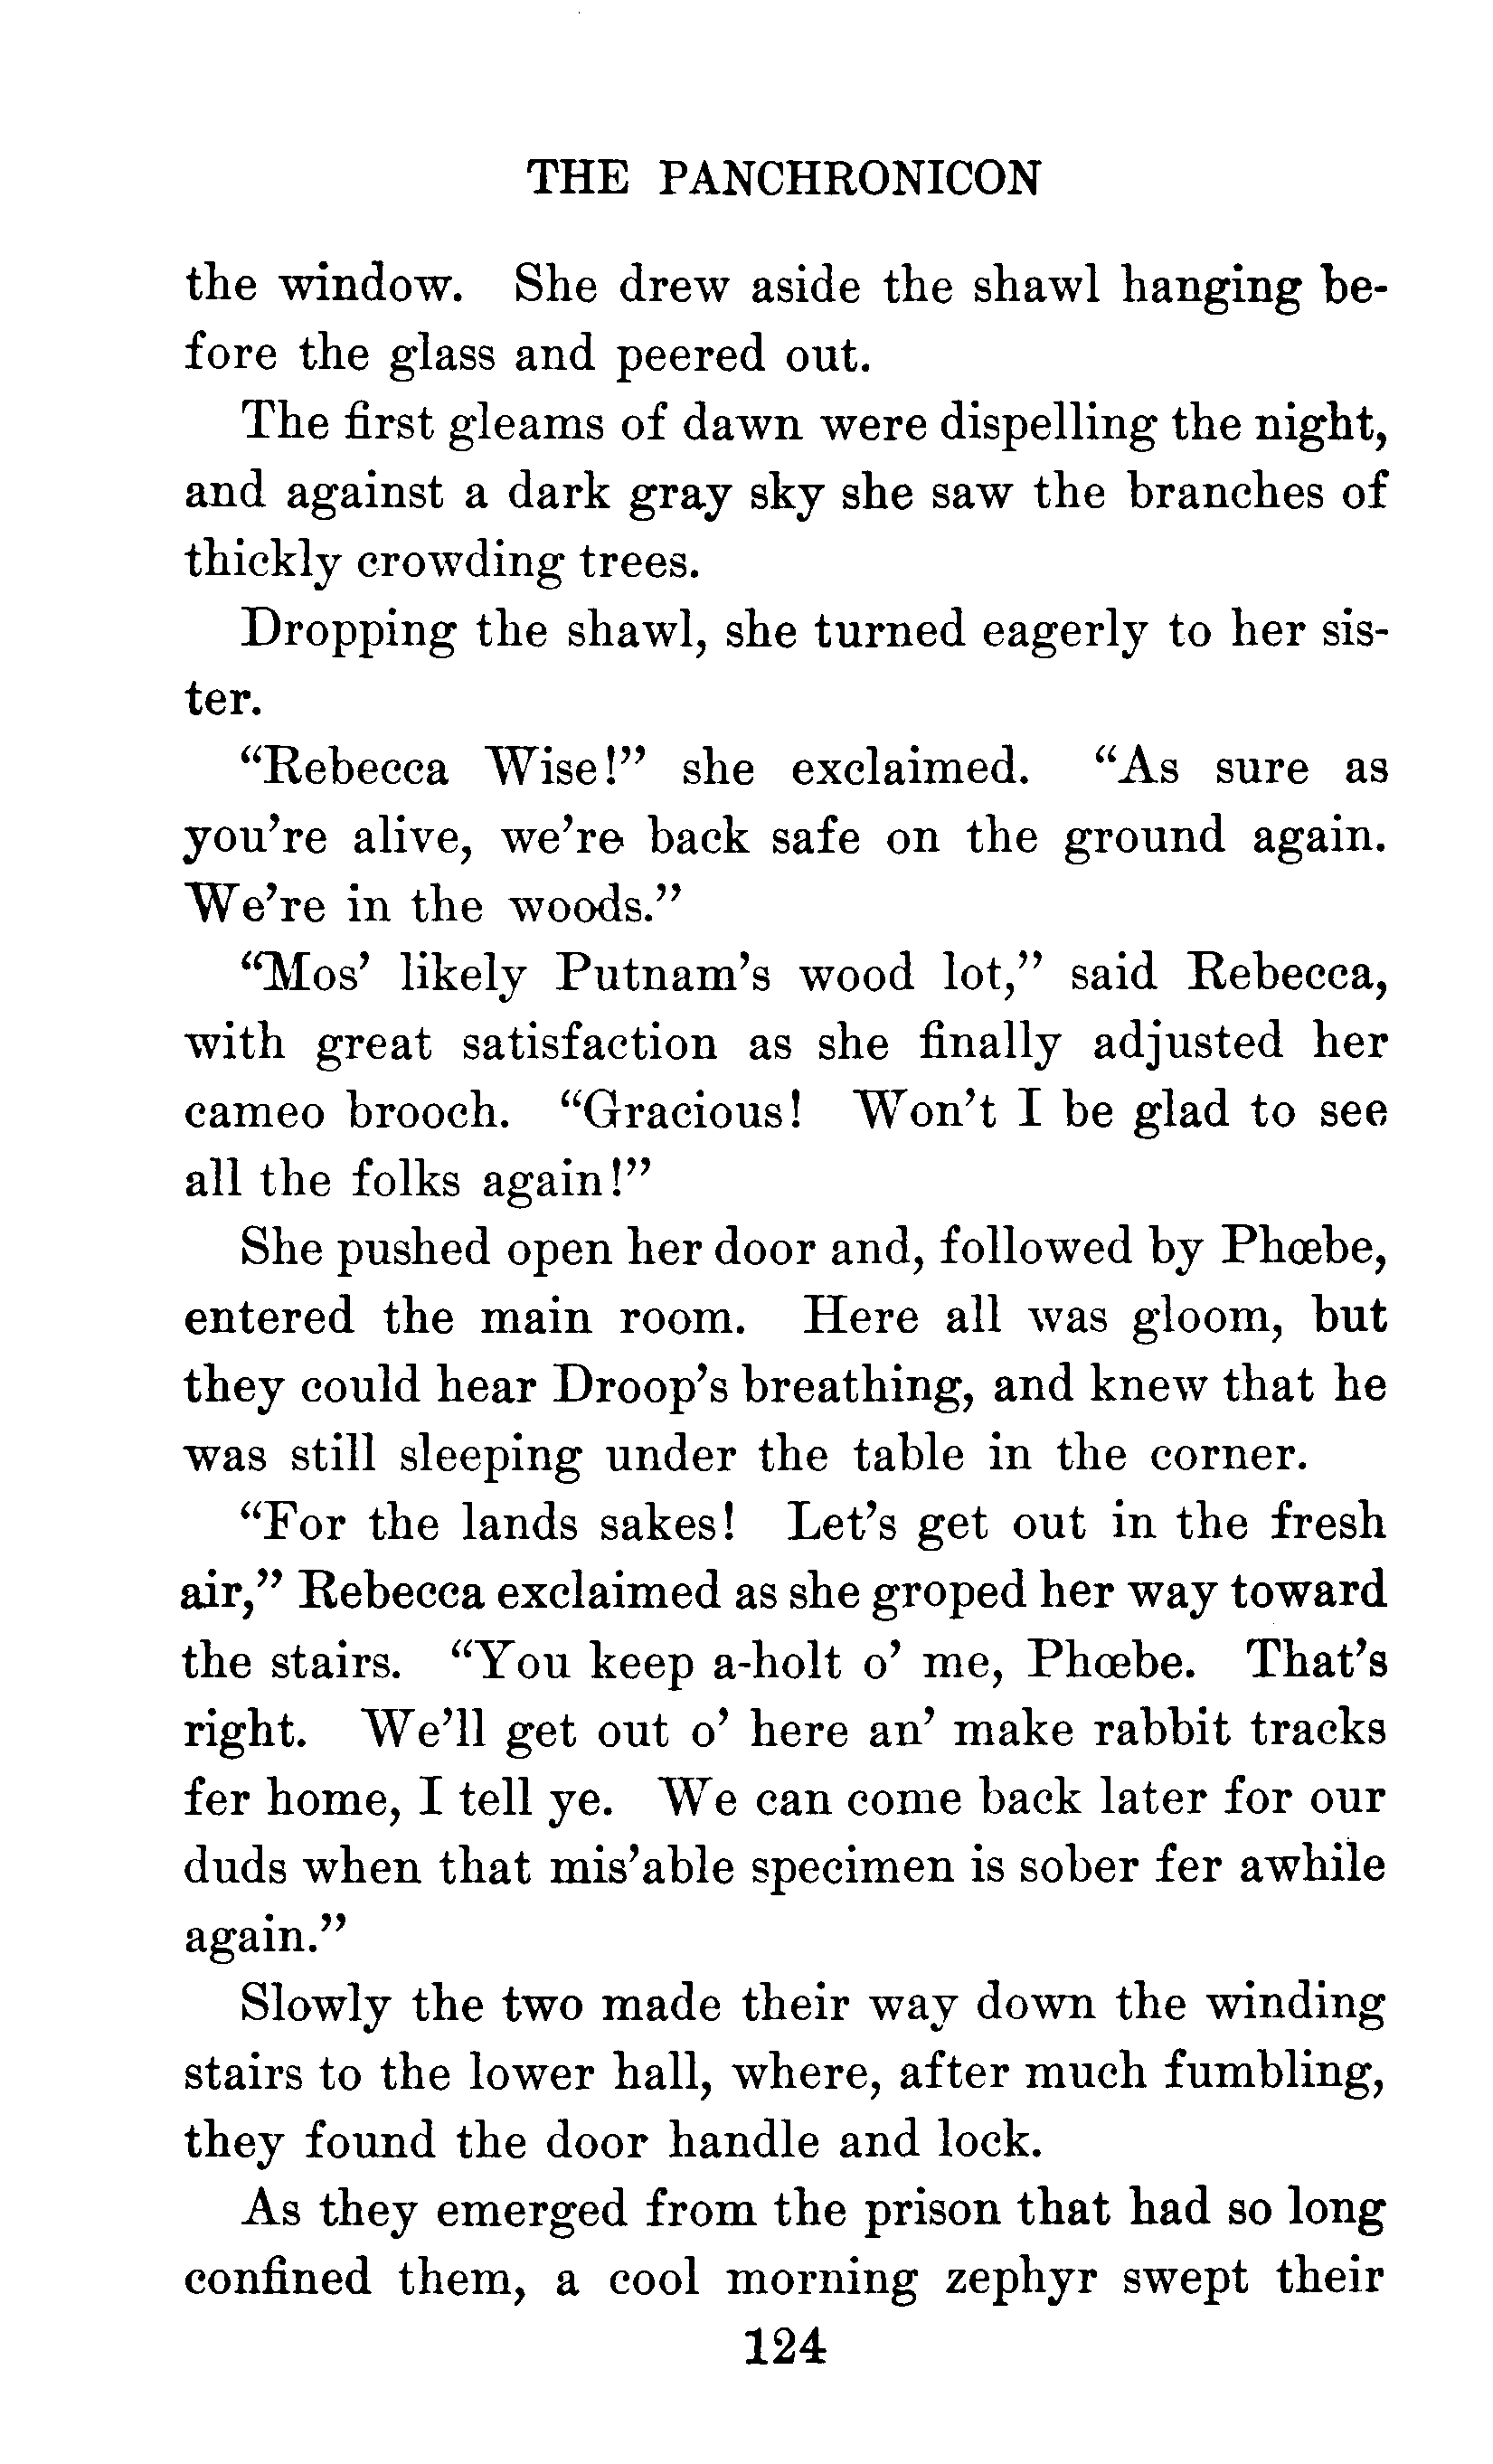 THE PANCHRONICON
the window. She drew aside the shawl hanging be-
fore the glass and peered out.
The first gleams of dawn were dispelling the night,
and against a dark gray sky she saw the branches of
thickly crowding trees.
Dropping the shawl, she turned eagerly to her sis-
ter.
“Rebecca Wise!” she exclaimed. “As sure as
you’re alive, we’re back safe on the ground again.
We’re in the woods.”
“Mos’ likely Putnam’s wood lot,” said Rebecca,
with great satisfaction as she finally adjusted her
cameo brooch. “Gracious! Won’t I be glad to see
all the folks again!”
She pushed open her door and, followed by Phœbe,
entered the main room. Here all was gloom, but
they could hear Droop’s breathing, and knew that he
was still sleeping under the table in the corner.
“For the lands sakes! Let’s get out in the fresh
air,” Rebecca exclaimed as she groped her way toward
the stairs. “You keep a-holt o’ me, Phœbe. That’s
right. We’ll get out o’ here an’ make rabbit tracks
fer home, I tell ye. We can come back later for our
duds when that mis’able specimen is sober fer awhile
again.”
Slowly the two made their way down the winding
stairs to the lower hall, where, after much fumbling,
they found the door handle and lock.
As they emerged from the prison that had so long
confined them, a cool morning zephyr swept their
124